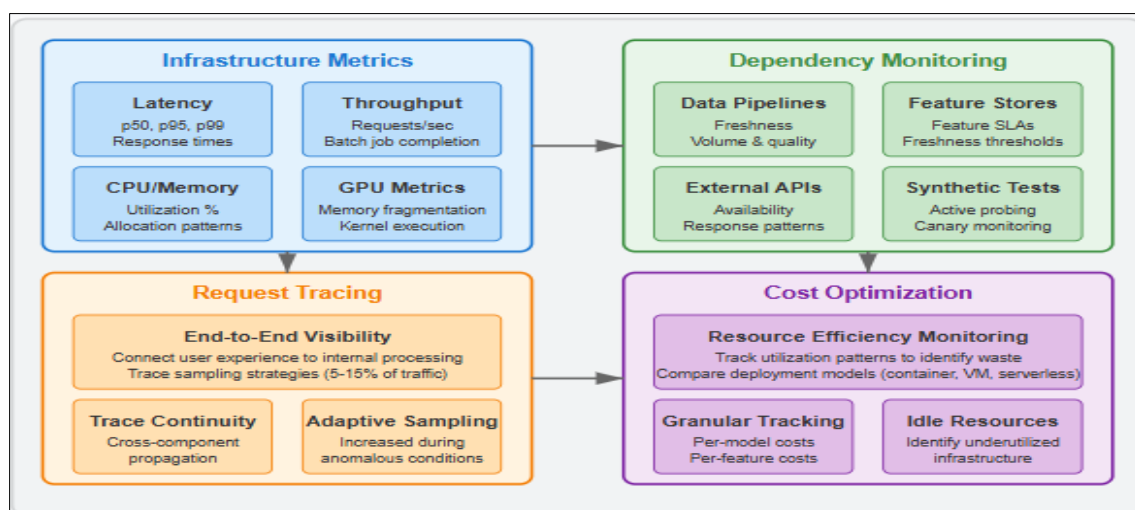 Infrastructure Metrics
Latency
p50, p95, p99
Response times
Throughput
Requests/sec
Batch job completion
CPU/Memory
Utilization %
Allocation patterns
GPU Metrics
Memory fragmentation
Kernel execution
Dependency Monitoring
Data Pipelines
Freshness
Volume & quality
Feature Stores
Feature SLAs
Freshness thresholds
External APIs
Availability
Response patterns
Synthetic Tests
Active probing
Canary monitoring
Request Tracing
End-to-End Visibility
Connect user experience to internal processing
Trace sampling strategies (5-15% of traffic)
Trace Continuity
Cross-component
propagation
Adaptive Sampling
Increased during
anomalous conditions
Cost Optimization
Resource Efficiency Monitoring
Track utilization patterns to identify waste
Compare deployment models (container, VM, serverless)
Granular Tracking
Per-model costs
Per-feature costs
Idle Resources
Identify underutilized
infrastructure